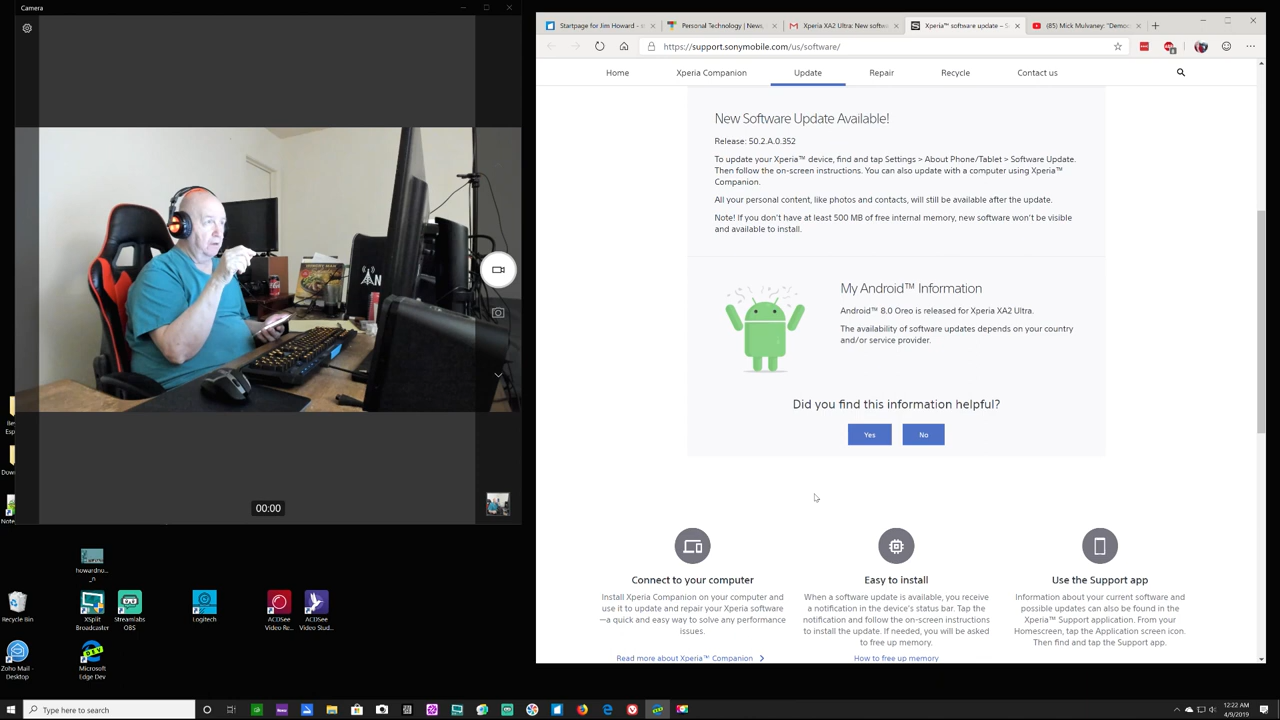 Camera
00:00
howardnu...
_n
Recycle Bin
XSplit
Broadcaster
Streamlabs
OBS
Logitech
ACDSee
Video Re...
ACDSee
Video Stud...
Zoho Mail -
Desktop
Microsoft
Edge Dev
Startpage for Jim Howard
Personal Technology | News,
Xperia XA2 Ultra: New softw
Xperia™ software update – S
(85) Mick Mulvaney: "Democ
https://support.sonymobile.com/us/software/
Home
Xperia Companion
Update
Repair
Recycle
Contact us
New Software Update Available!
Release: 50.2.A.0.352
To update your Xperia™ device, find and tap Settings > About Phone/Tablet > Software Update.
Then follow the on-screen instructions. You can also update with a computer using Xperia™
Companion.
All your personal content, like photos and contacts, will still be available after the update.
Note! If you don't have at least 500 MB of free internal memory, new software won't be visible
and available to install.
My Android™ Information
Android™ 8.0 Oreo is released for Xperia XA2 Ultra.
The availability of software updates depends on your country
and/or service provider.
Did you find this information helpful?
Yes
No
Connect to your computer
Install Xperia Companion on your computer and
use it to update and repair your Xperia software
—a quick and easy way to solve any performance
issues.
Read more about Xperia™ Companion
Easy to install
When a software update is available, you receive
a notification in the device's status bar. Tap the
notification and follow the on-screen instructions
to install the update. If needed, you will be asked
to free up memory.
How to free up memory
Use the Support app
Information about your current software and
possible updates can also be found in the
Xperia™ Support application. From your
Homescreen, tap the Application screen icon.
Then find and tap the Support app.
Type here to search
12:22 AM
4/9/2019